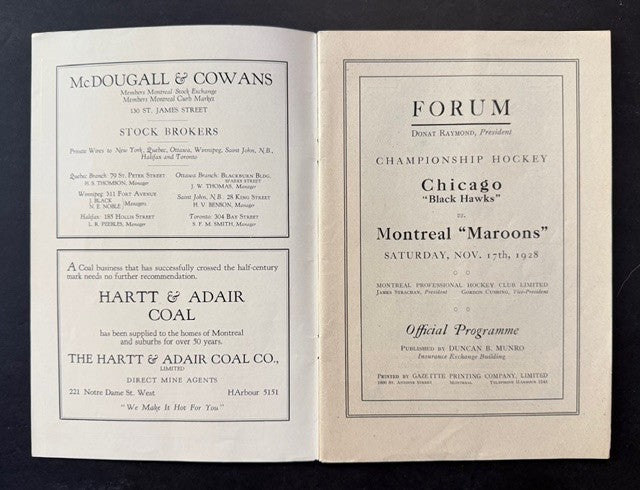 McDOUGALL & COWANS
Members Montreal Stock Exchange
Members Montreal Curb Market
130 ST. JAMES STREET
STOCK BROKERS
Private Wires to New York, Quebec, Ottawa, Winnipeg, Saint John, N.B.,
Halifax and Toronto
Quebec Branch: 79 St. Peter Street
H. S. THOMSON, Manager
Winnipeg: 311 Fort Avenue
J. BLACK
N. E. NOBLE } Managers
Halifax: 185 Hollis Street
L. R. PEEBLES, Manager
Ottawa Branch: Blackburn Bldg.
SPARKS STREET
J. W. THOMAS, Manager
Saint John, N.B. 28 King Street
H. V. BENSON, Manager
Toronto: 304 Bay Street
S. F. M. SMITH, Manager
A Coal business that has successfully crossed the half-century
mark needs no further recommendation.
HARTT & ADAIR
COAL
has been supplied to the homes of Montreal
and suburbs for over 50 years.
THE HARTT & ADAIR COAL CO.,
LIMITED
DIRECT MINE AGENTS
221 Notre Dame St. West HArbour 5151
"We Make It Hot For You"
FORUM
Donat Raymond, President
CHAMPIONSHIP HOCKEY
Chicago
"Black Hawks"
vs.
Montreal "Maroons"
SATURDAY, NOV. 17th, 1928
MONTREAL PROFESSIONAL HOCKEY CLUB LIMITED
James Strachan, President Gordon Cushing, Vice-President
Official Programme
Published by DUNCAN B. MUNRO
Insurance Exchange Building
Printed by GAZETTE PRINTING COMPANY, LIMITED
St. Antoine Street Montreal Telephone Harbour